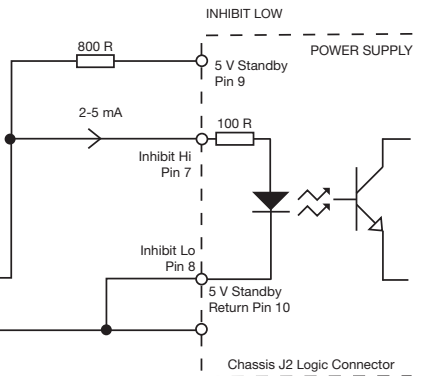 INHIBIT LOW
POWER SUPPLY
800 R
5 V Standby
Pin 9
2-5 mA
100 R
Inhibit Hi
Pin 7
Inhibit Lo
Pin 8
5 V Standby
Return Pin 10
Chassis J2 Logic Connector